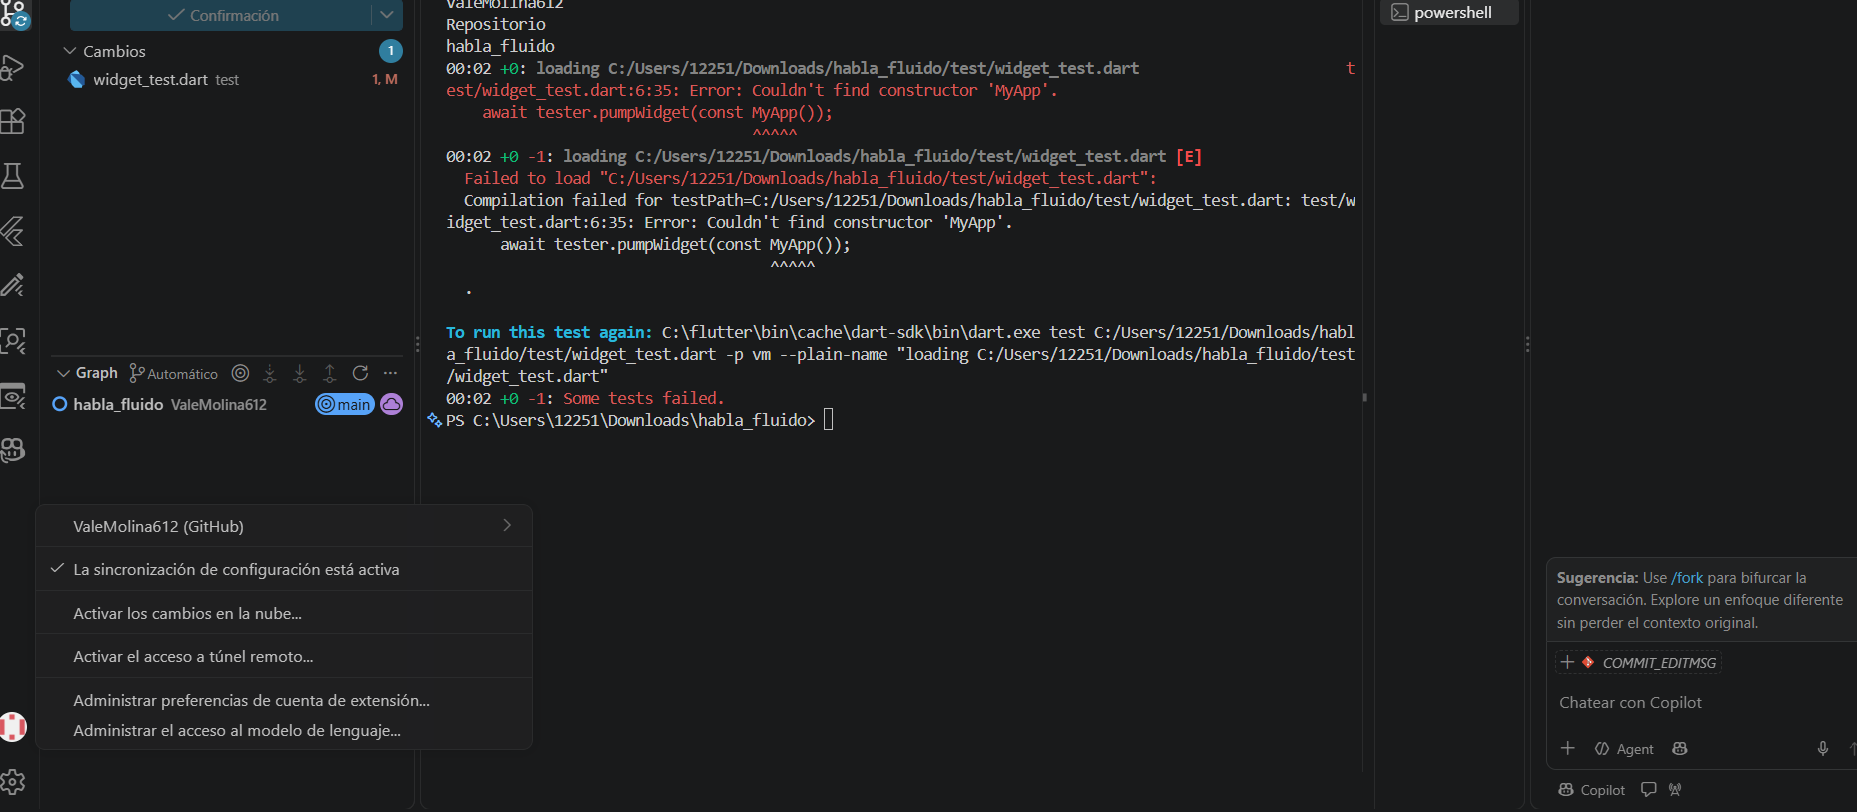 Confirmación
Cambios
1
widget_test.dart test
1, M
Graph
Automático
habla_fluido ValeMolina612
main
ValeMolina612 (GitHub)
La sincronización de configuración está activa
Activar los cambios en la nube...
Activar el acceso a túnel remoto...
Administrar preferencias de cuenta de extensión...
Administrar el acceso al modelo de lenguaje...
ValeMolina612
Repositorio
habla_fluido
00:02 +0: loading C:/Users/12251/Downloads/habla_fluido/test/widget_test.dart t
est/widget_test.dart:6:35: Error: Couldn't find constructor 'MyApp'.
await tester.pumpWidget(const MyApp());
^^^^^
00:02 +0 -1: loading C:/Users/12251/Downloads/habla_fluido/test/widget_test.dart [E]
Failed to load "C:/Users/12251/Downloads/habla_fluido/test/widget_test.dart":
Compilation failed for testPath=C:/Users/12251/Downloads/habla_fluido/test/widget_test.dart: test/w
idget_test.dart:6:35: Error: Couldn't find constructor 'MyApp'.
await tester.pumpWidget(const MyApp());
^^^^^
.
To run this test again: C:\flutter\bin\cache\dart-sdk\bin\dart.exe test C:/Users/12251/Downloads/habl
a_fluido/test/widget_test.dart -p vm --plain-name "loading C:/Users/12251/Downloads/habla_fluido/test
/widget_test.dart"
00:02 +0 -1: Some tests failed.
PS C:\Users\12251\Downloads\habla_fluido>
powershell
Sugerencia: Use /fork para bifurcar la
conversación. Explore un enfoque diferente
sin perder el contexto original.
COMMIT_EDITMSG
Chatear con Copilot
Agent
Copilot